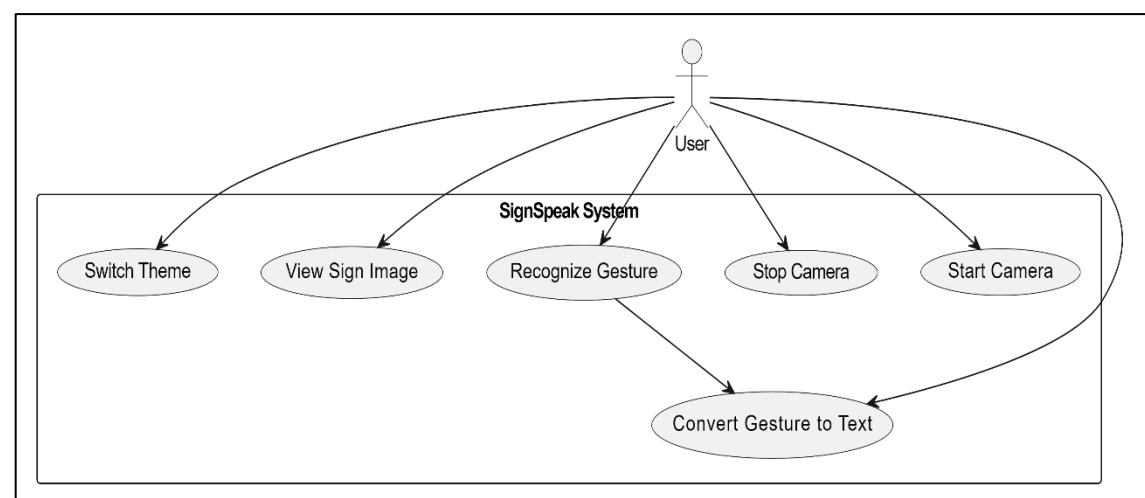 User
SignSpeak System
Switch Theme
View Sign Image
Recognize Gesture
Stop Camera
Start Camera
Convert Gesture to Text